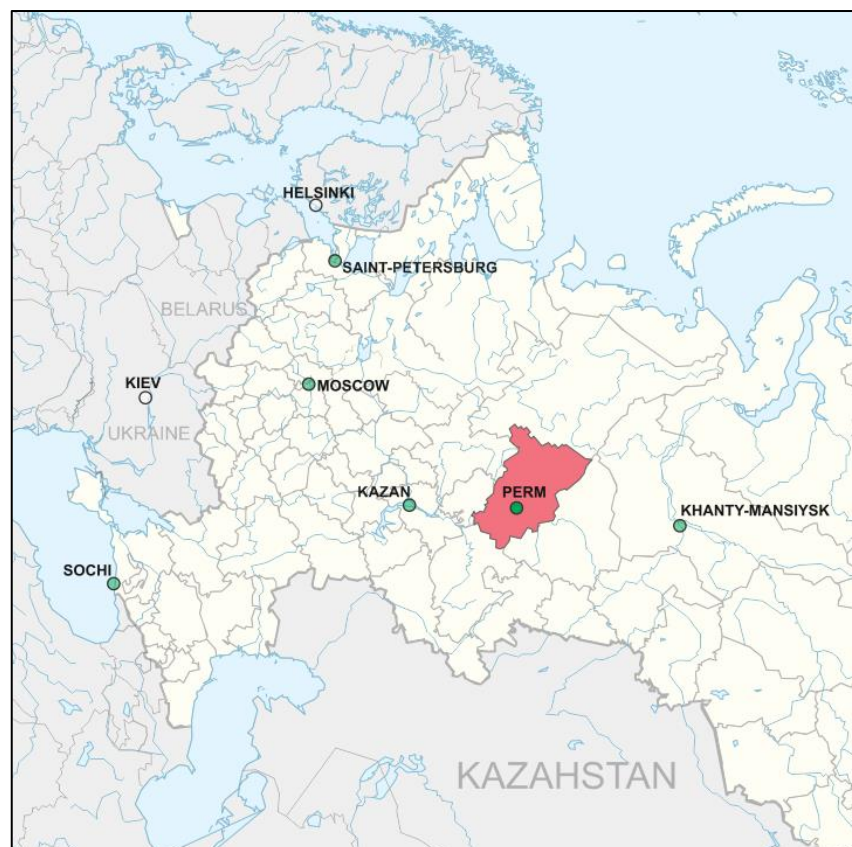 HELSINKI
SAINT-PETERSBURG
BELARUS
MOSCOW
KIEV
UKRAINE
KAZAN
PERM
KHANTY-MANSIYSK
SOCHI
KAZAHSTAN